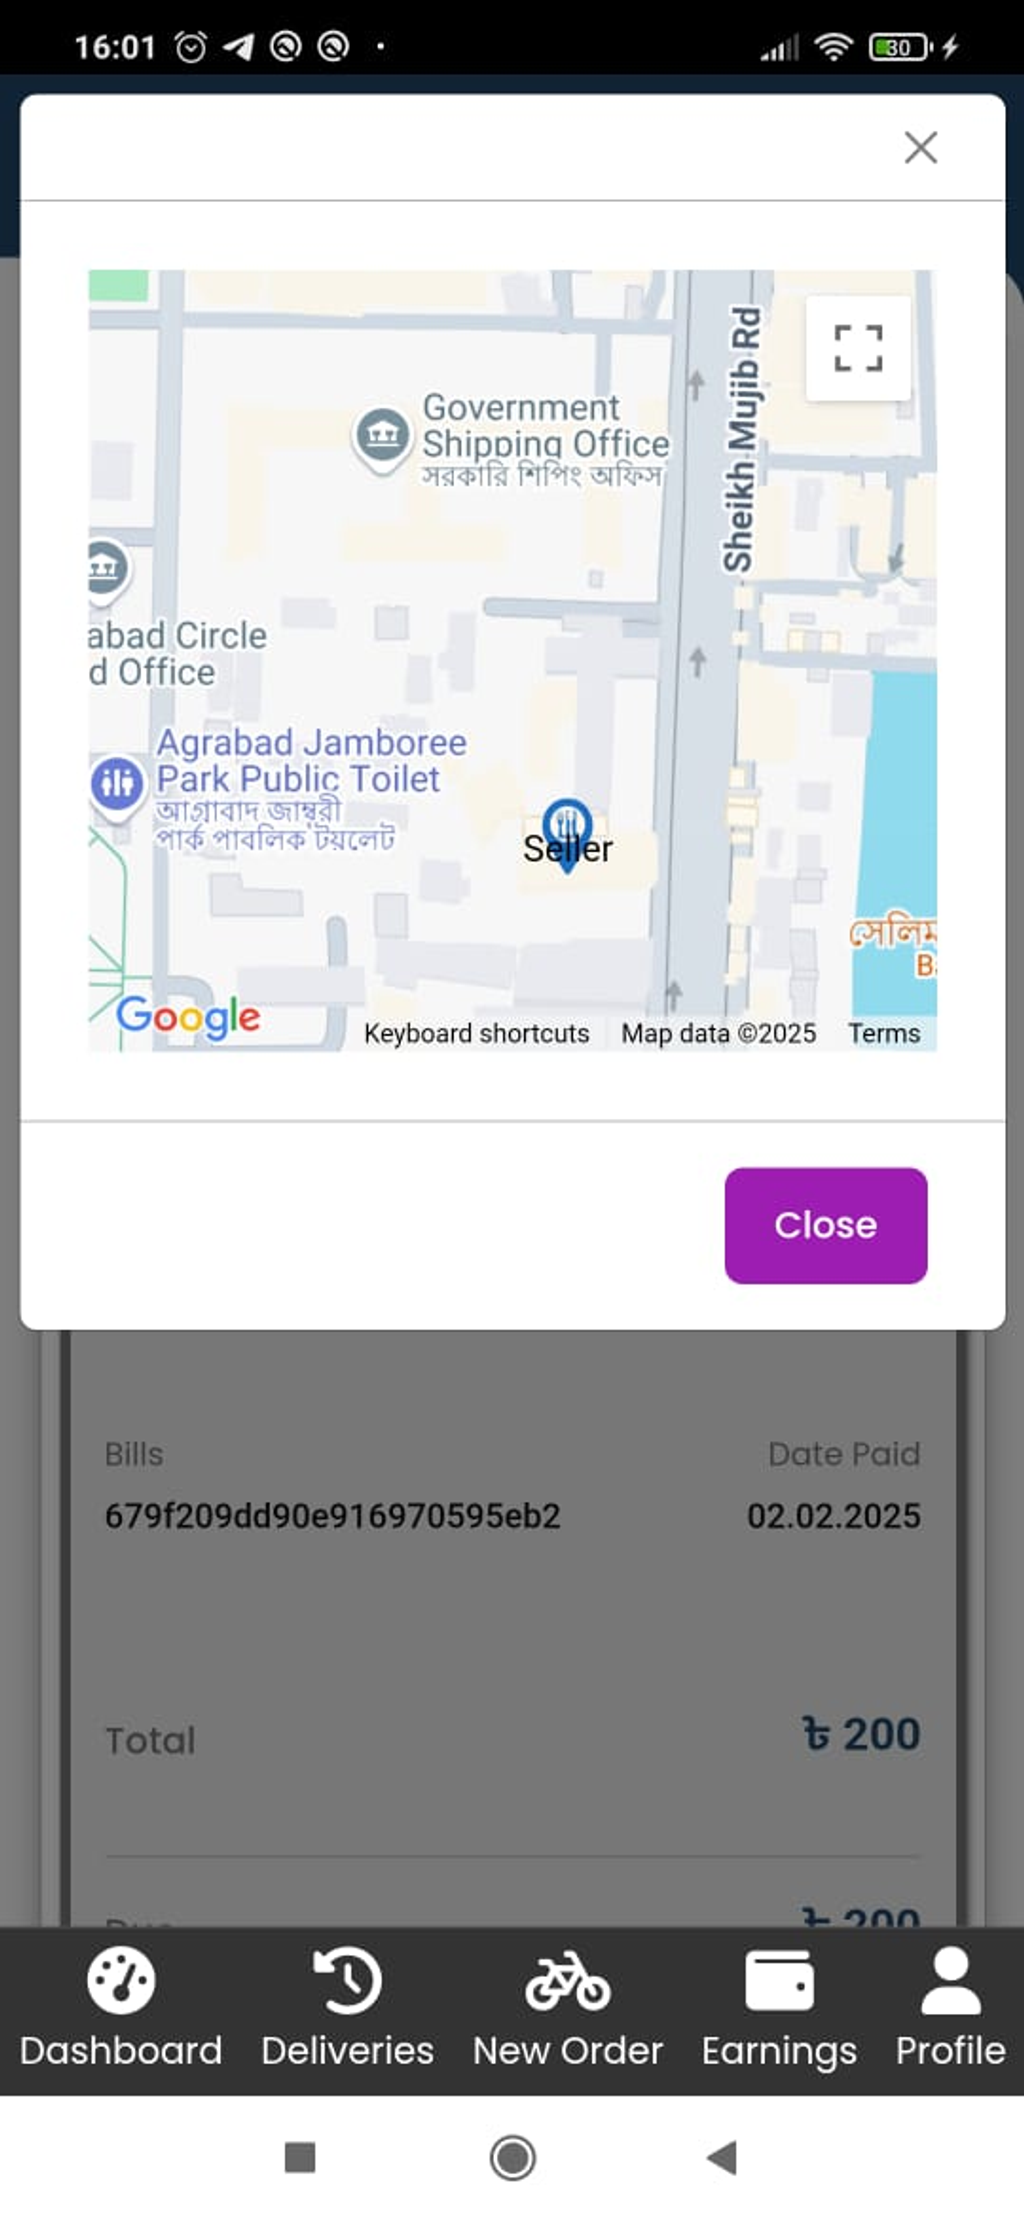 16:01
30
Sheikh Mujib Rd
Government
Shipping Office
সরকারি শিপিং অফিস
abad Circle
d Office
Agrabad Jamboree
Park Public Toilet
আগ্রাবাদ জাম্বুরী
পার্ক পাবলিক টয়লেট
Seller
সেলিম
B
Google
Keyboard shortcuts
Map data ©2025
Terms
Close
Bills
Date Paid
679f209dd90e916970595eb2
02.02.2025
Total
৳ 200
Due
৳ 200
Dashboard
Deliveries
New Order
Earnings
Profile